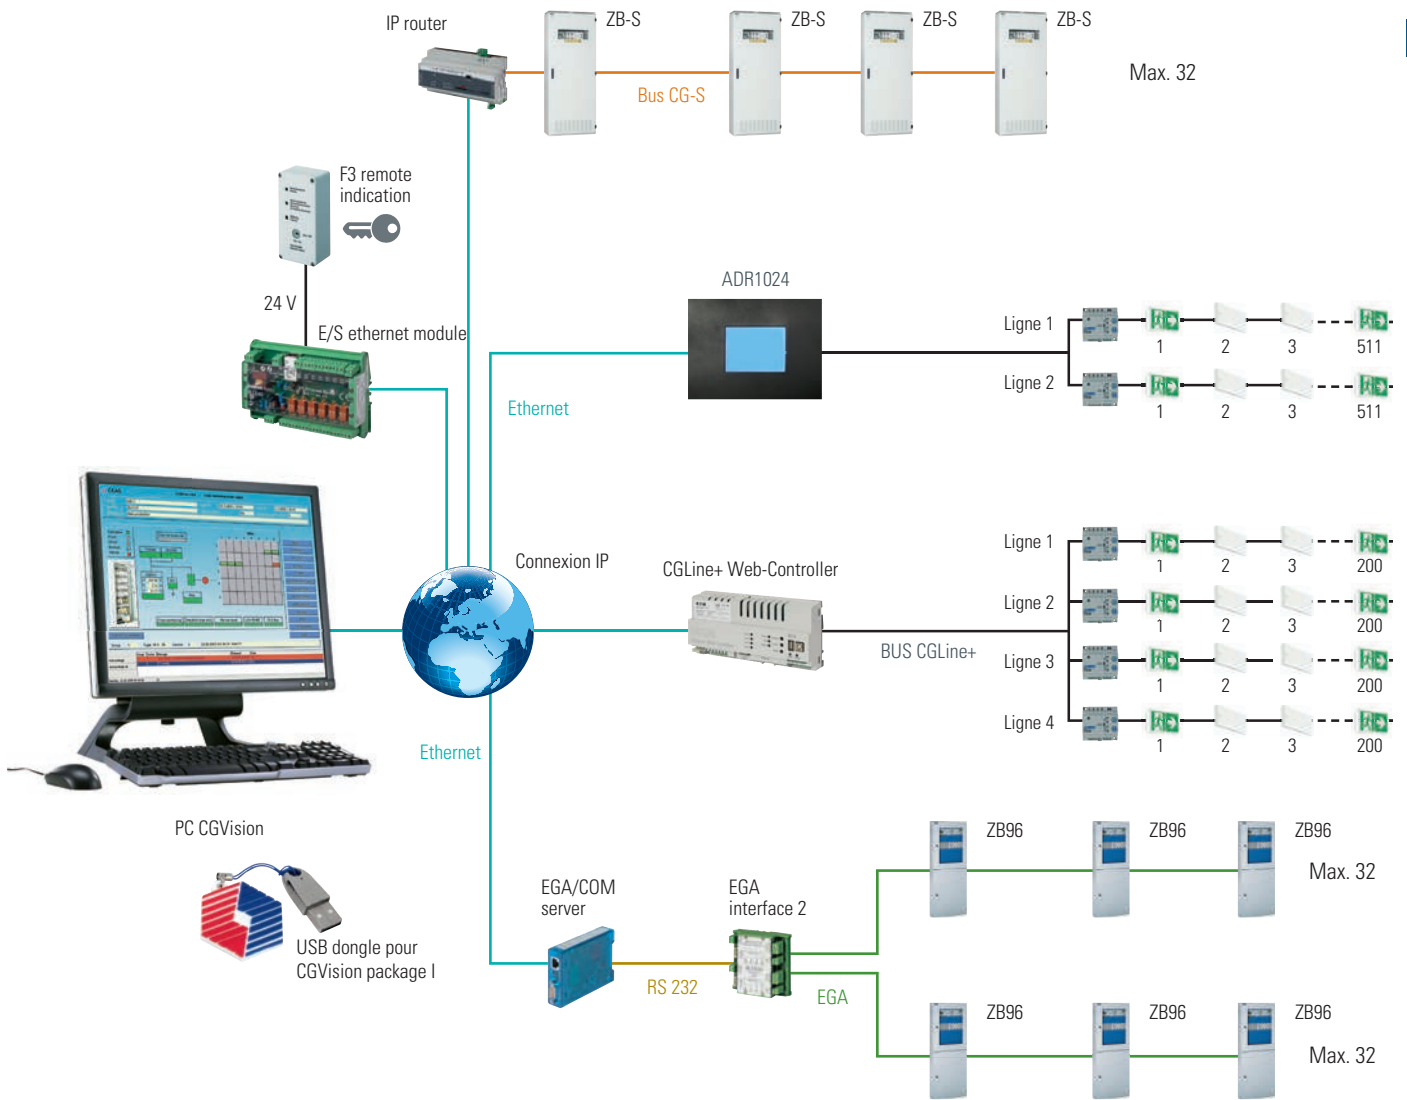 IP router
ZB-S
ZB-S
ZB-S
ZB-S
Max. 32
Bus CG-S
F3 remote
indication
24 V
E/S ethernet module
ADR1024
Ethernet
Ligne 1
1
2
3
511
Ligne 2
1
2
3
511
Connexion IP
CGLine+ Web-Controller
BUS CGLine+
Ligne 1
1
2
3
200
Ligne 2
1
2
3
200
Ligne 3
1
2
3
200
Ligne 4
1
2
3
200
Ethernet
PC CGVision
USB dongle pour
CGVision package I
EGA/COM
server
RS 232
EGA
interface 2
EGA
ZB96
ZB96
ZB96
Max. 32
ZB96
ZB96
ZB96
Max. 32